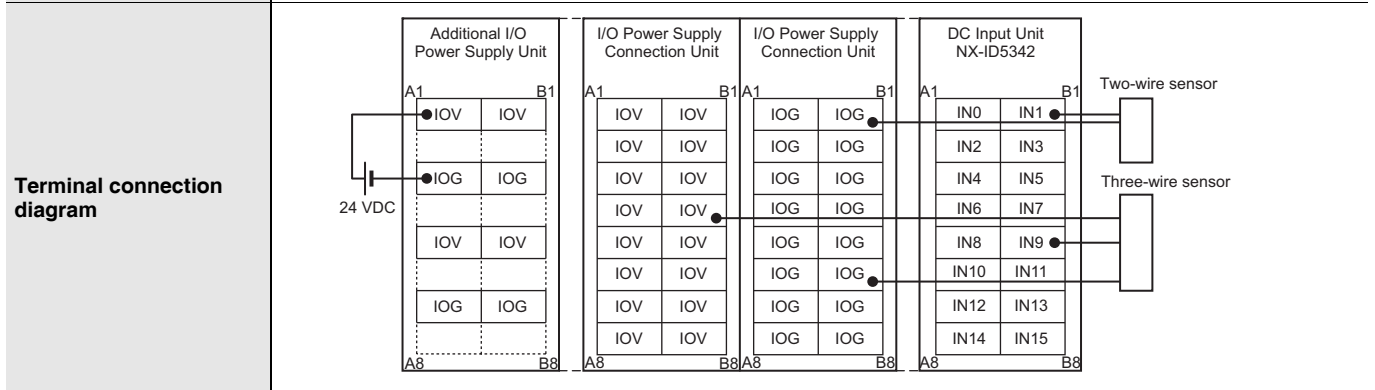 Terminal connection
diagram
Additional I/O
Power Supply Unit
I/O Power Supply
Connection Unit
I/O Power Supply
Connection Unit
DC Input Unit
NX-ID5342
A1 B1 A1 B1 A1 B1 A1 B1
Two-wire sensor
IOV IOV IOV IOV IOG IOG IN0 IN1
IOV IOV IOG IOG IN2 IN3
IOG IOG IOV IOV IOG IOG IN4 IN5
Three-wire sensor
24 VDC
IOV IOV IOG IOG IN6 IN7
IOV IOV IOV IOV IOG IOG IN8 IN9
IOV IOV IOG IOG IN10 IN11
IOG IOG IOV IOV IOG IOG IN12 IN13
IOV IOV IOG IOG IN14 IN15
A8 B8 A8 B8 A8 B8 A8 B8